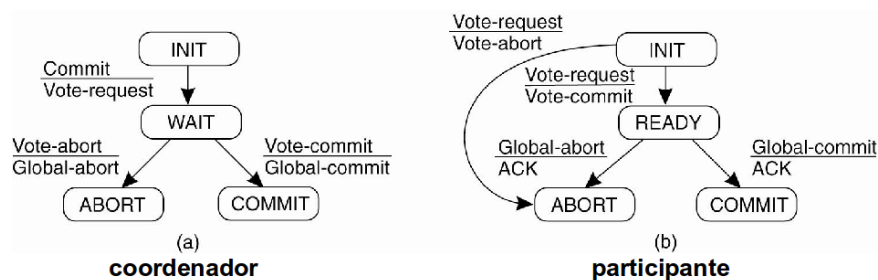 INIT
Commit
Vote-request
WAIT
Vote-abort
Global-abort
Vote-commit
Global-commit
ABORT
COMMIT
(a)
coordenador
Vote-request
Vote-abort
INIT
Vote-request
Vote-commit
READY
Global-abort
ACK
Global-commit
ACK
ABORT
COMMIT
(b)
participante